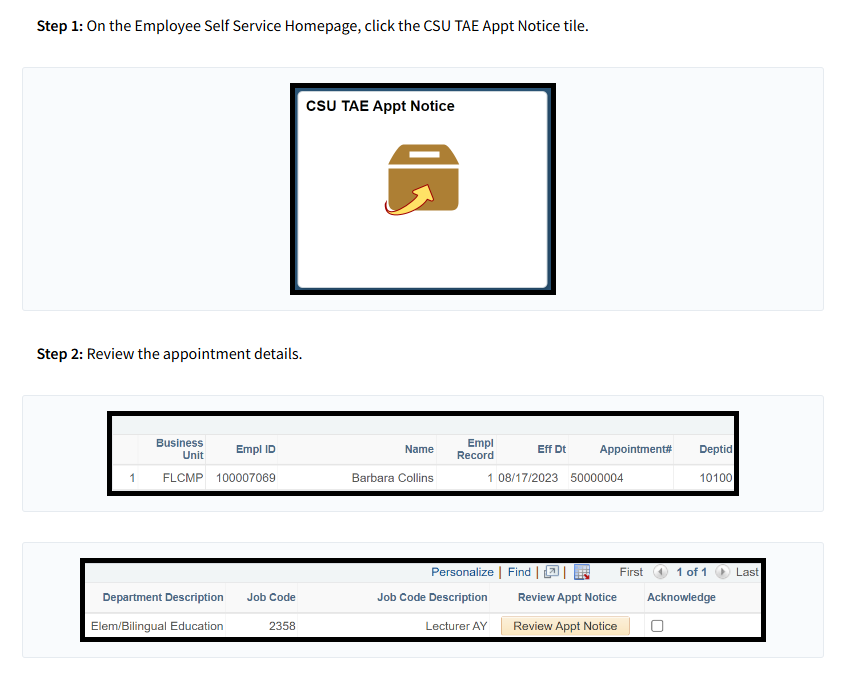 Step 1: On the Employee Self Service Homepage, click the CSU TAE Appt Notice tile.
CSU TAE Appt Notice
Step 2: Review the appointment details.
Business Unit Empl ID Name Empl Record Eff Dt Appointment# Deptid
1 FLCMP 100007069 Barbara Collins 1 08/17/2023 50000004 10100
Personalize | Find | | First 1 of 1 Last
Department Description Job Code Job Code Description Review Appt Notice Acknowledge
Elem/Bilingual Education 2358 Lecturer AY Review Appt Notice